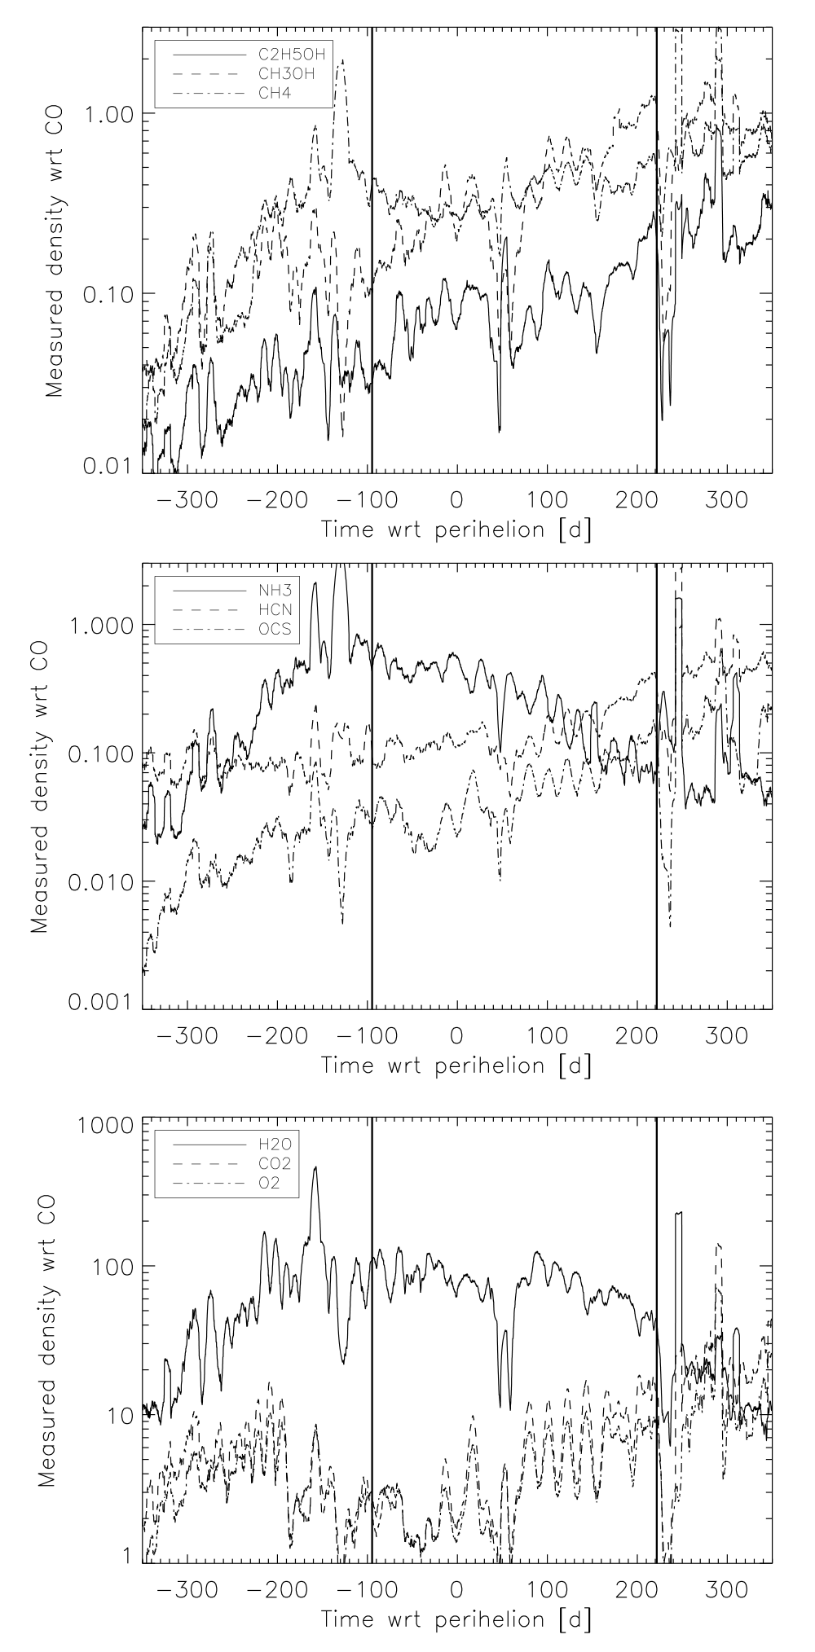 C2H5OH
CH3OH
CH4
1.00
0.10
0.01
Measured density wrt CO
−300 −200 −100 0 100 200 300
Time wrt perihelion [d]
NH3
HCN
OCS
1.000
0.100
0.010
0.001
Measured density wrt CO
−300 −200 −100 0 100 200 300
Time wrt perihelion [d]
H2O
CO2
O2
1000
100
10
1
Measured density wrt CO
−300 −200 −100 0 100 200 300
Time wrt perihelion [d]